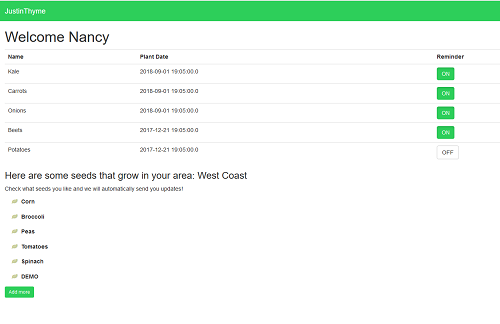 JustinThyme
Welcome Nancy
Name Plant Date Reminder
Kale 2018-09-01 19:05:00.0 ON
Carrots 2018-09-01 19:05:00.0 ON
Onions 2018-09-01 19:05:00.0 ON
Beets 2017-12-21 19:05:00.0 ON
Potatoes 2017-12-21 19:05:00.0 OFF
Here are some seeds that grow in your area: West Coast
Check what seeds you like and we will automatically send you updates!
Corn
Broccoli
Peas
Tomatoes
Spinach
DEMO
Add more